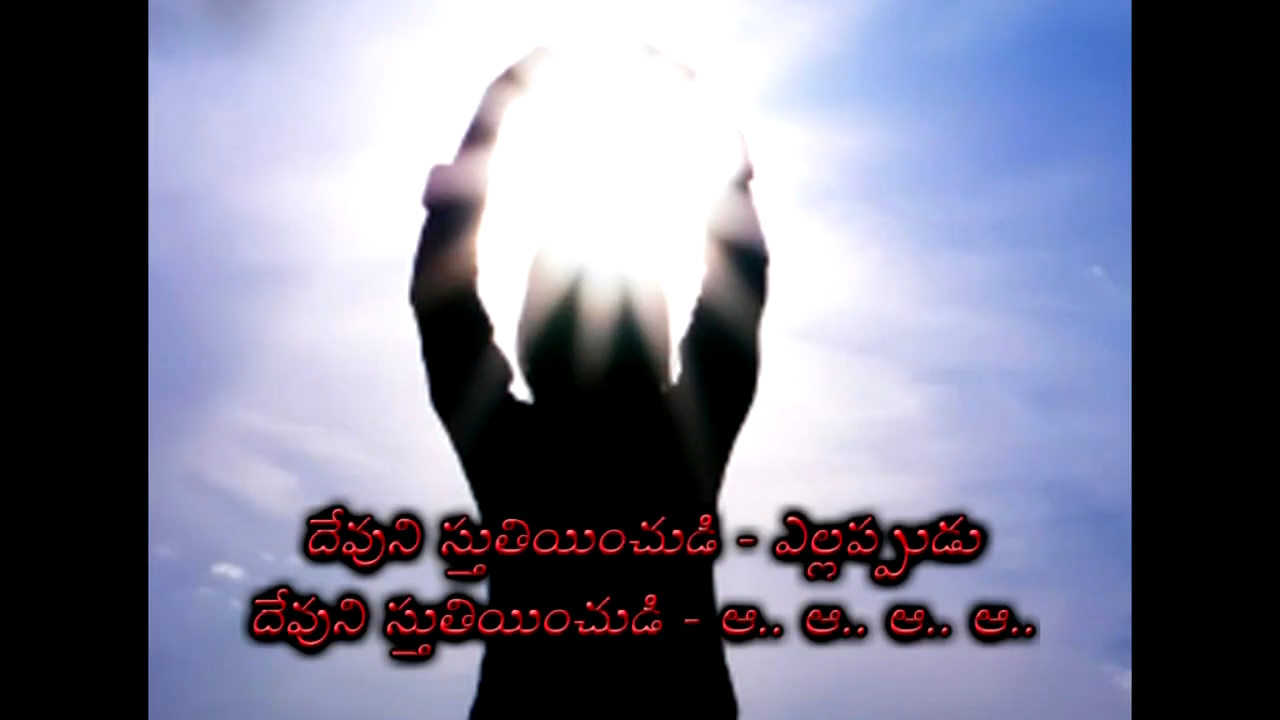 దేవుని స్తుతియించుడి - ఎల్లప్పుడు
దేవుని స్తుతియించుడి - ఆ.. ఆ.. ఆ.. ఆ..